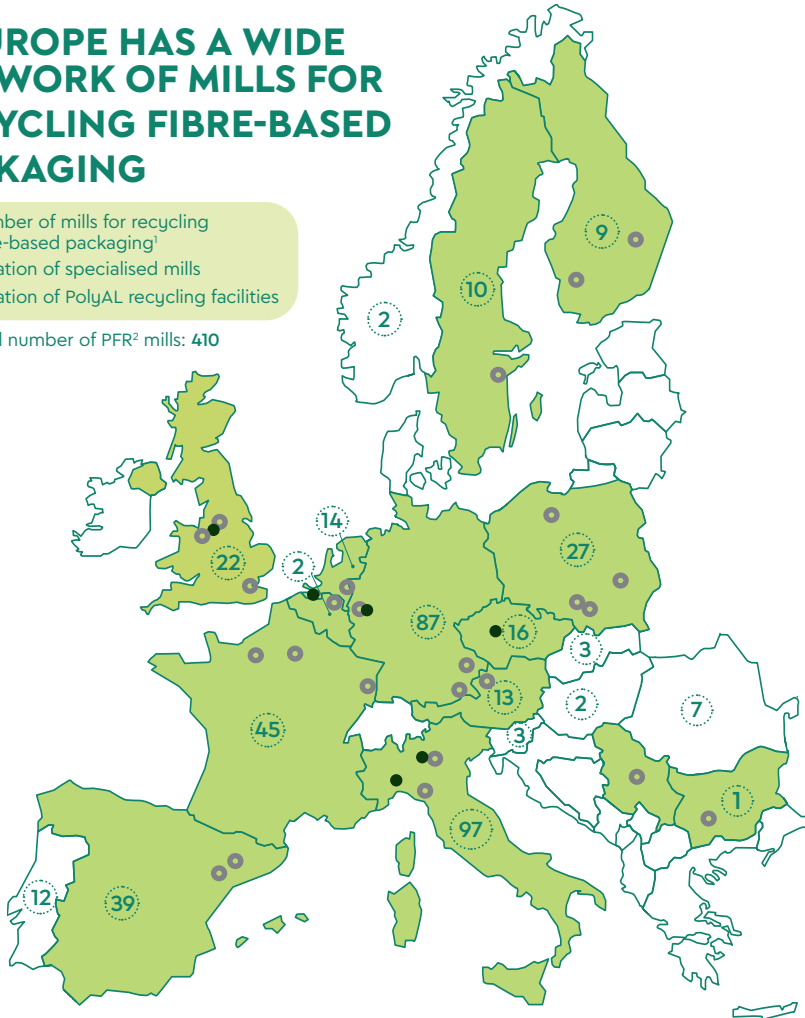 UROPE HAS A WIDE
WORK OF MILLS FOR
YCLING FIBRE-BASED
KAGING
ber of mills for recycling
e-based packaging¹
ation of specialised mills
ation of PolyAL recycling facilities
l number of PFR² mills: 410
9
10
2
14
27
22
2
87
16
3
13
2
7
45
3
1
97
12
39